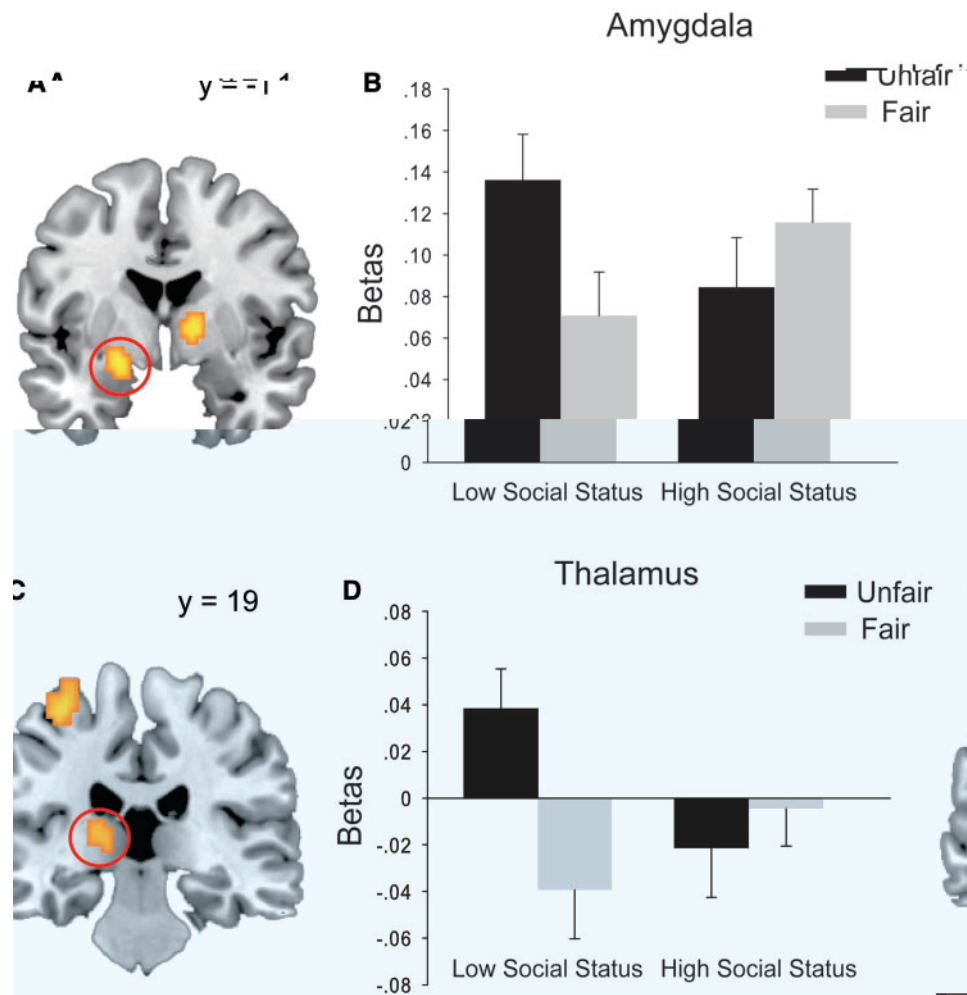 Amygdala
B
Unfair
Fair
.18
.16
.14
.12
.10
.08
.06
.04
.02
0
Betas
Low Social Status High Social Status
C
y = 19
D
Thalamus
Unfair
Fair
.08
.06
.04
.02
0
-.02
-.04
-.06
-.08
Betas
Low Social Status High Social Status